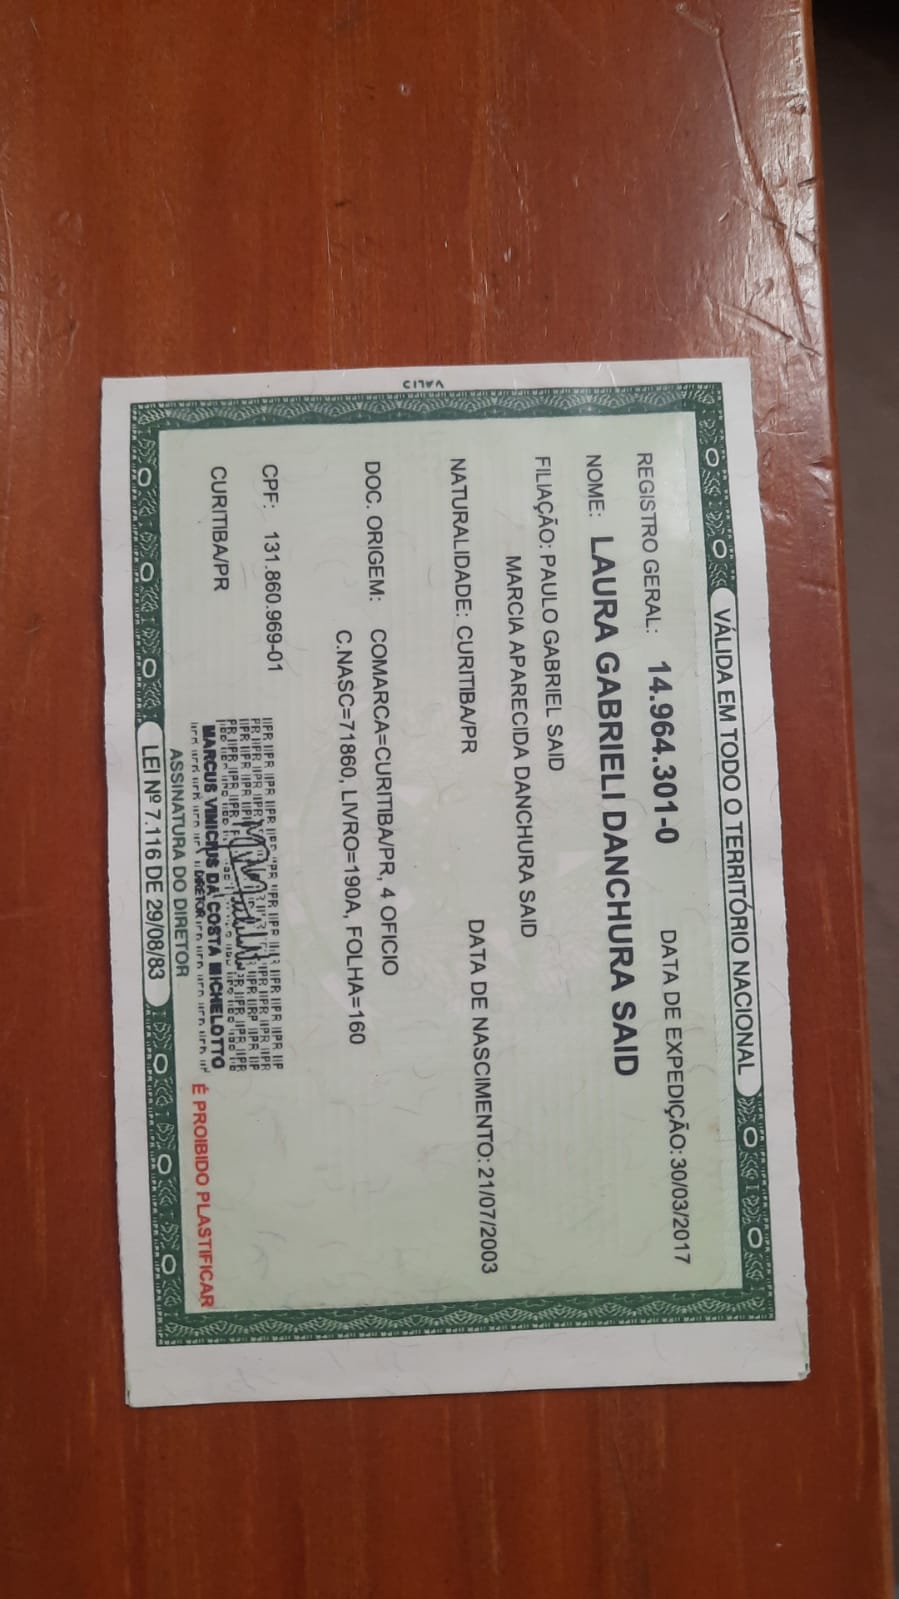 VALID
VÁLIDA EM TODO O TERRITÓRIO NACIONAL
REGISTRO GERAL: 14.964.301-0 DATA DE EXPEDIÇÃO: 30/03/2017
NOME: LAURA GABRIELI DANCHURA SAID
FILIAÇÃO: PAULO GABRIEL SAID
MARCIA APARECIDA DANCHURA SAID
NATURALIDADE: CURITIBA/PR DATA DE NASCIMENTO: 21/07/2003
DOC. ORIGEM: COMARCA=CURITIBA/PR, 4 OFICIO
C.NASC=71860, LIVRO=190A, FOLHA=160
CPF: 131.860.969-01
CURITIBA/PR
MARCUS VINICIUS DA COSTA MICHELOTTO
DIRETOR
ASSINATURA DO DIRETOR
É PROIBIDO PLASTIFICAR
LEI Nº 7.116 DE 29/08/83